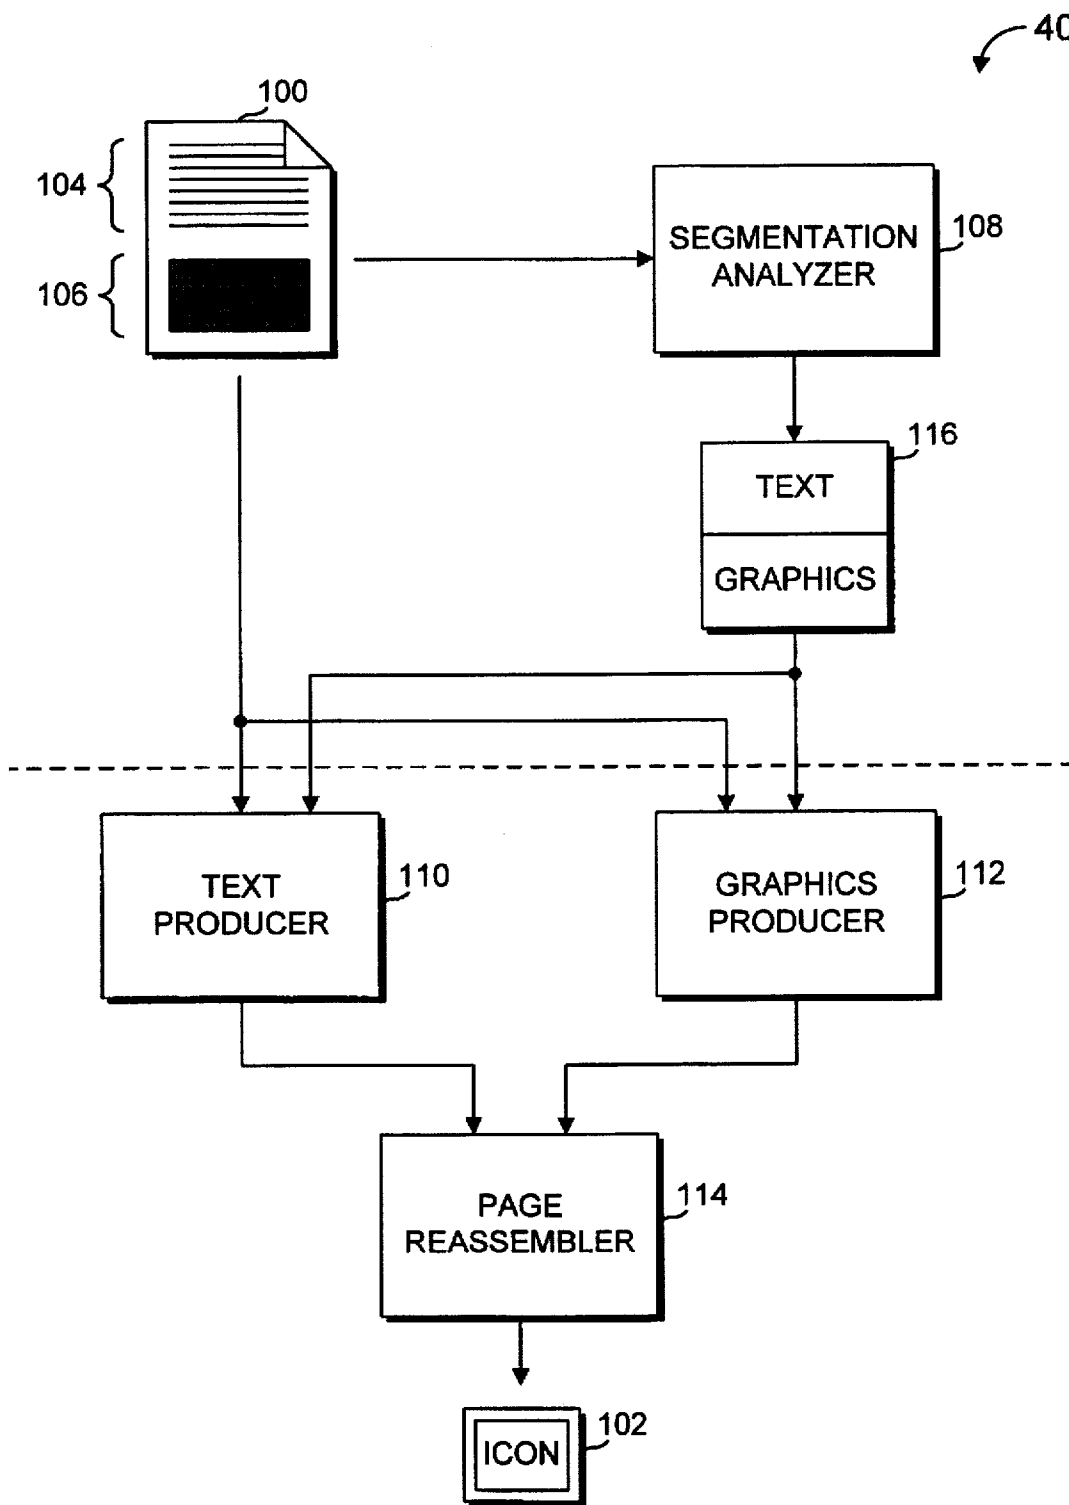 40
100
104
106
SEGMENTATION
ANALYZER
108
116
TEXT
GRAPHICS
TEXT
PRODUCER
110
GRAPHICS
PRODUCER
112
PAGE
REASSEMBLER
114
ICON
102